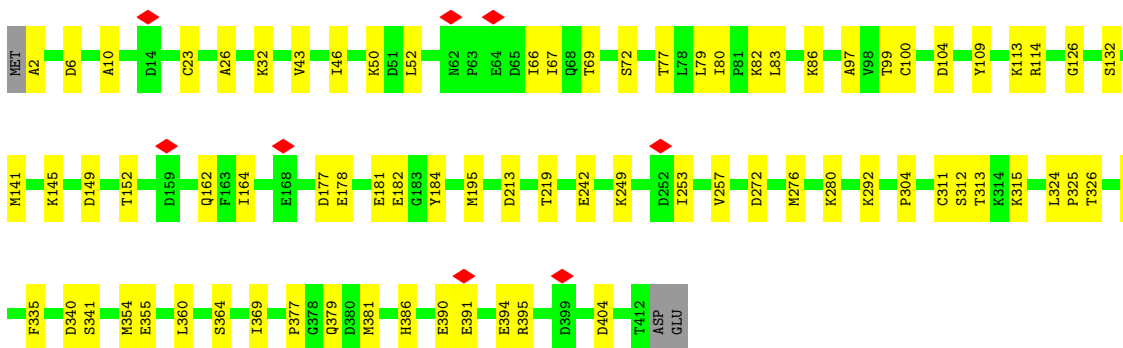 MET A2 D6 A10 D14 C23 A26 K32 V43 I46 K50 D51 L52 N62 P63 E64 D65 I66 I67 Q68 T69 S72 T77 L78 L79 I80 P81 K82 L83 K86 A97 V98 T99 C100 D104 Y109 K113 R114 G126 S132
M141 K145 D149 T152 D159 Q162 F163 I164 E168 D177 E178 E181 E182 G183 Y184 M195 D213 T219 E242 K249 D252 I253 V257 D272 M276 K280 K292 P304 C311 S312 T313 K314 K315 L324 P325 T326
F335 D340 S341 M354 E355 L360 S364 I369 P377 G378 Q379 D380 M381 H386 E390 E391 E394 R395 D399 D404 T412 ASP GLU